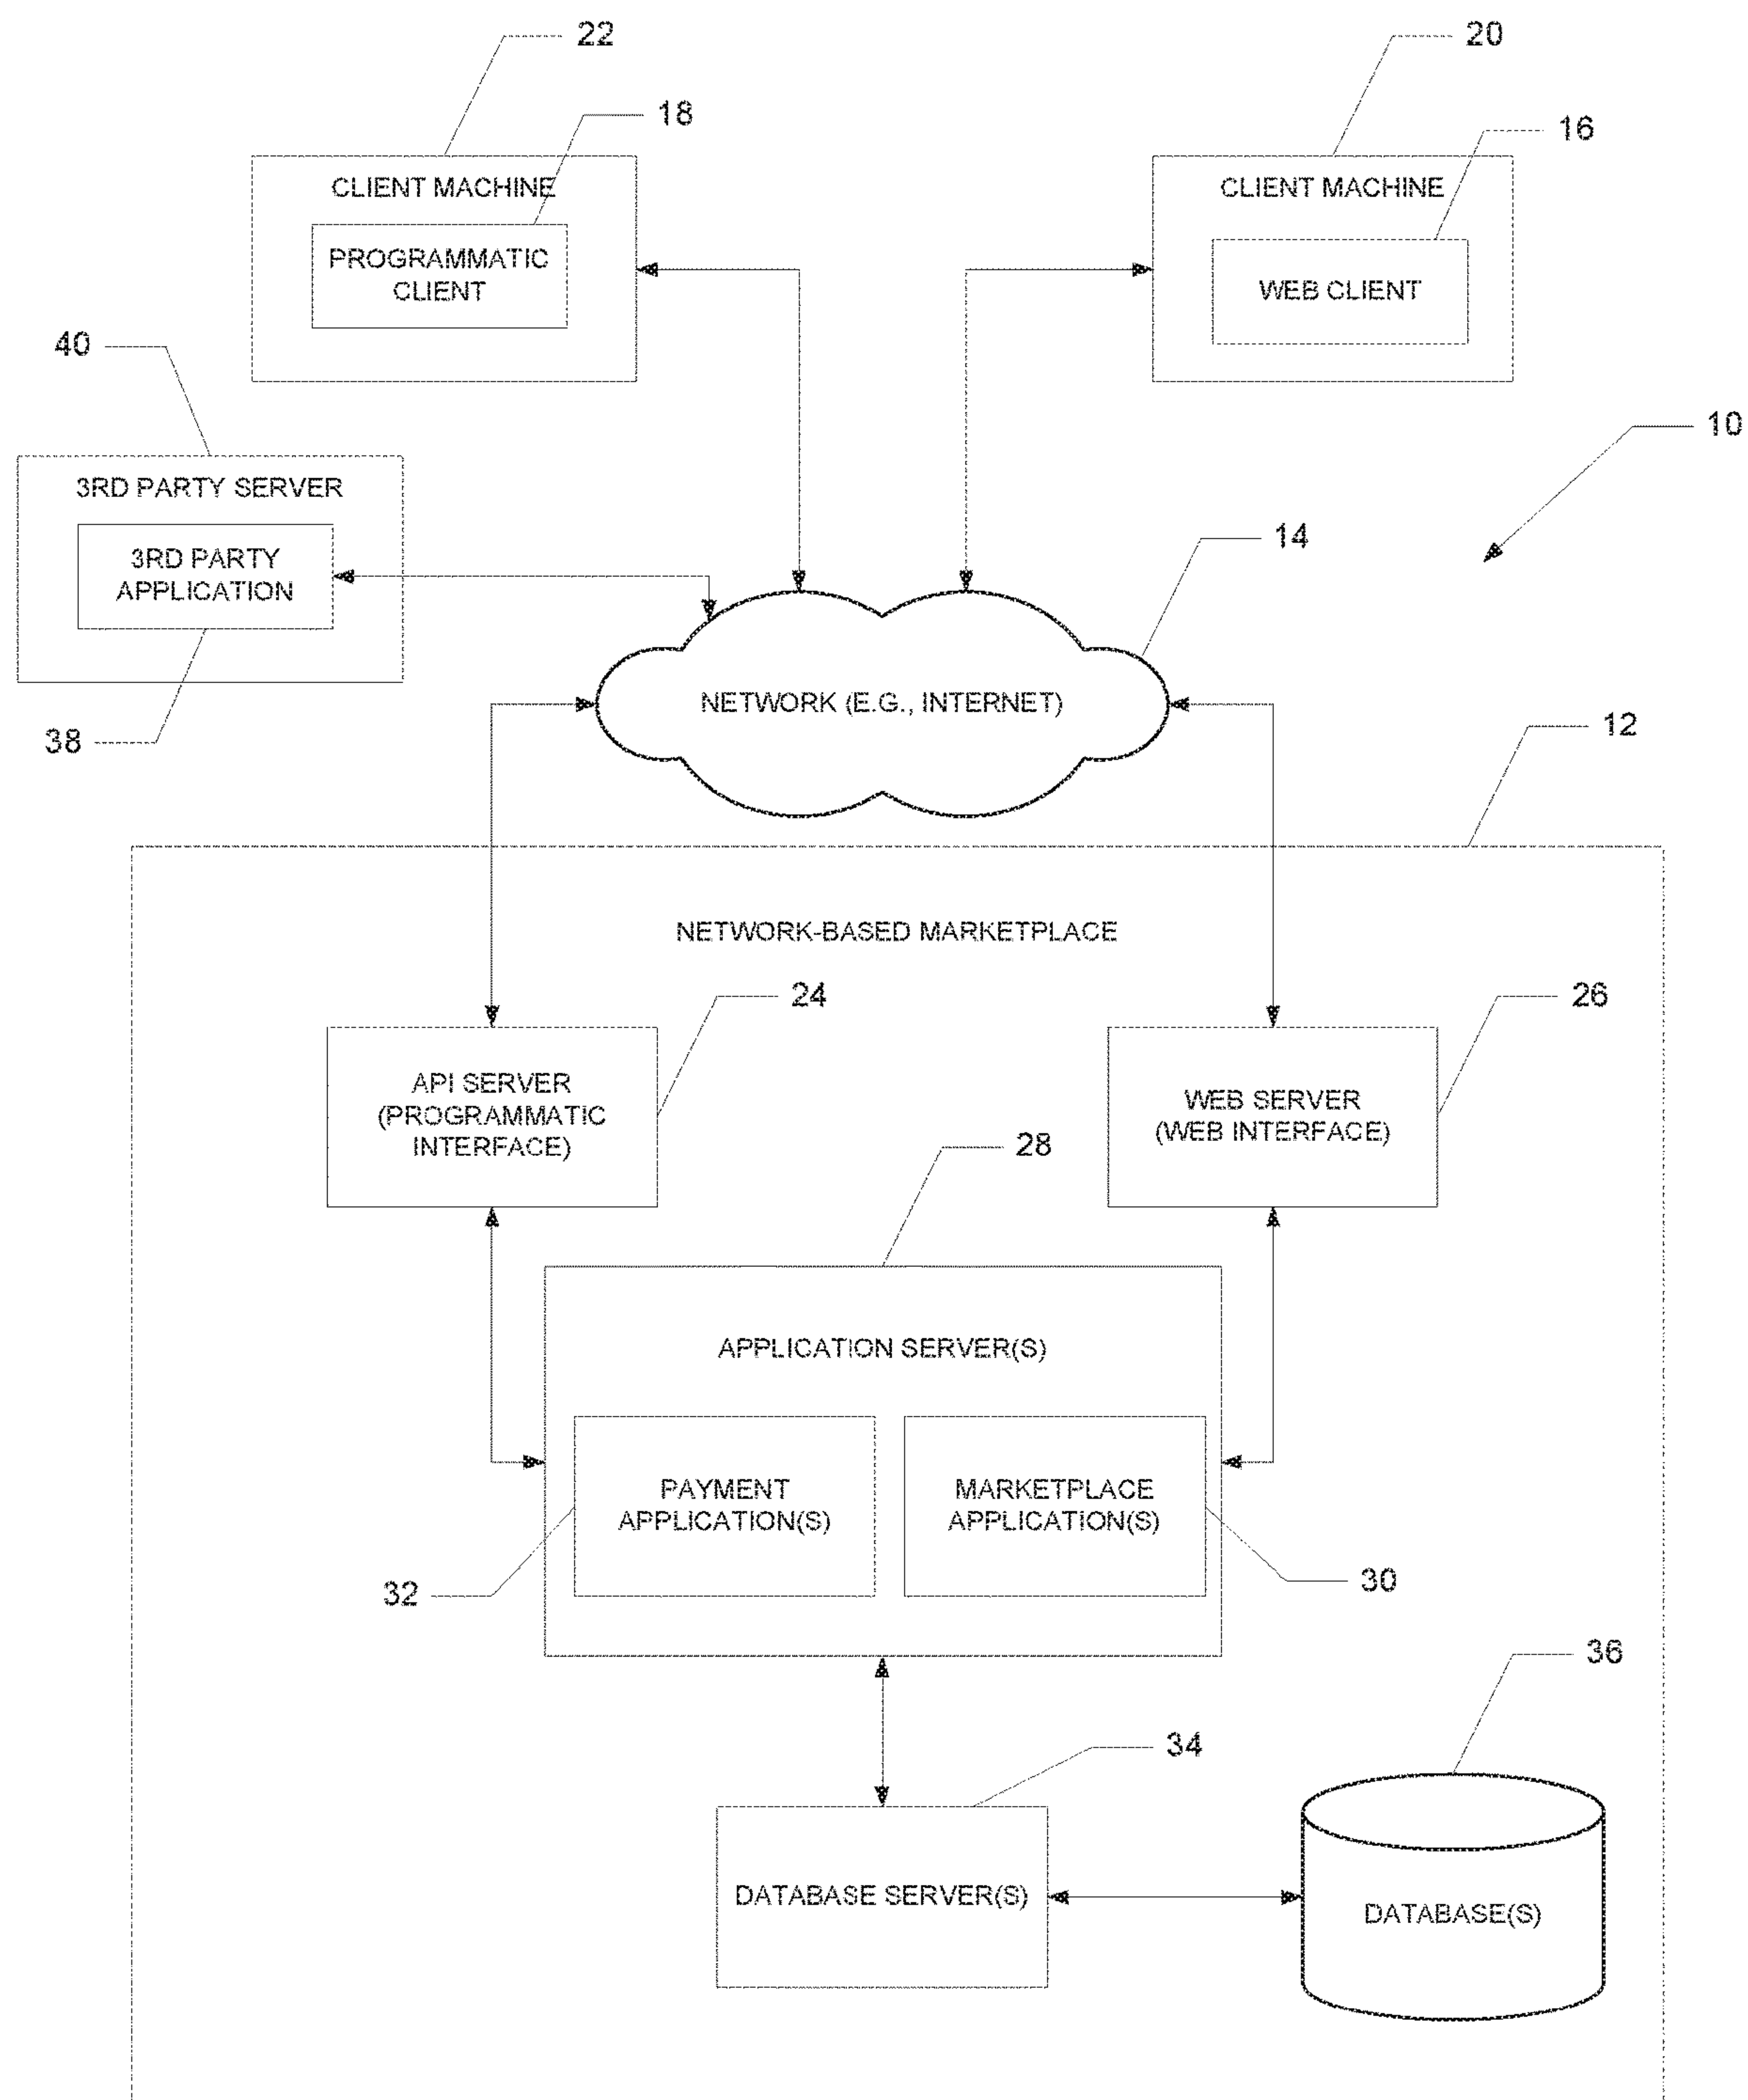 22
20
18
16
CLIENT MACHINE
PROGRAMMATIC
CLIENT
CLIENT MACHINE
WEB CLIENT
40
10
3RD PARTY SERVER
3RD PARTY
APPLICATION
38
14
NETWORK (E.G., INTERNET)
12
NETWORK-BASED MARKETPLACE
24
26
API SERVER
(PROGRAMMATIC
INTERFACE)
WEB SERVER
(WEB INTERFACE)
28
APPLICATION SERVER(S)
PAYMENT
APPLICATION(S)
MARKETPLACE
APPLICATION(S)
32
30
36
34
DATABASE SERVER(S)
DATABASE(S)